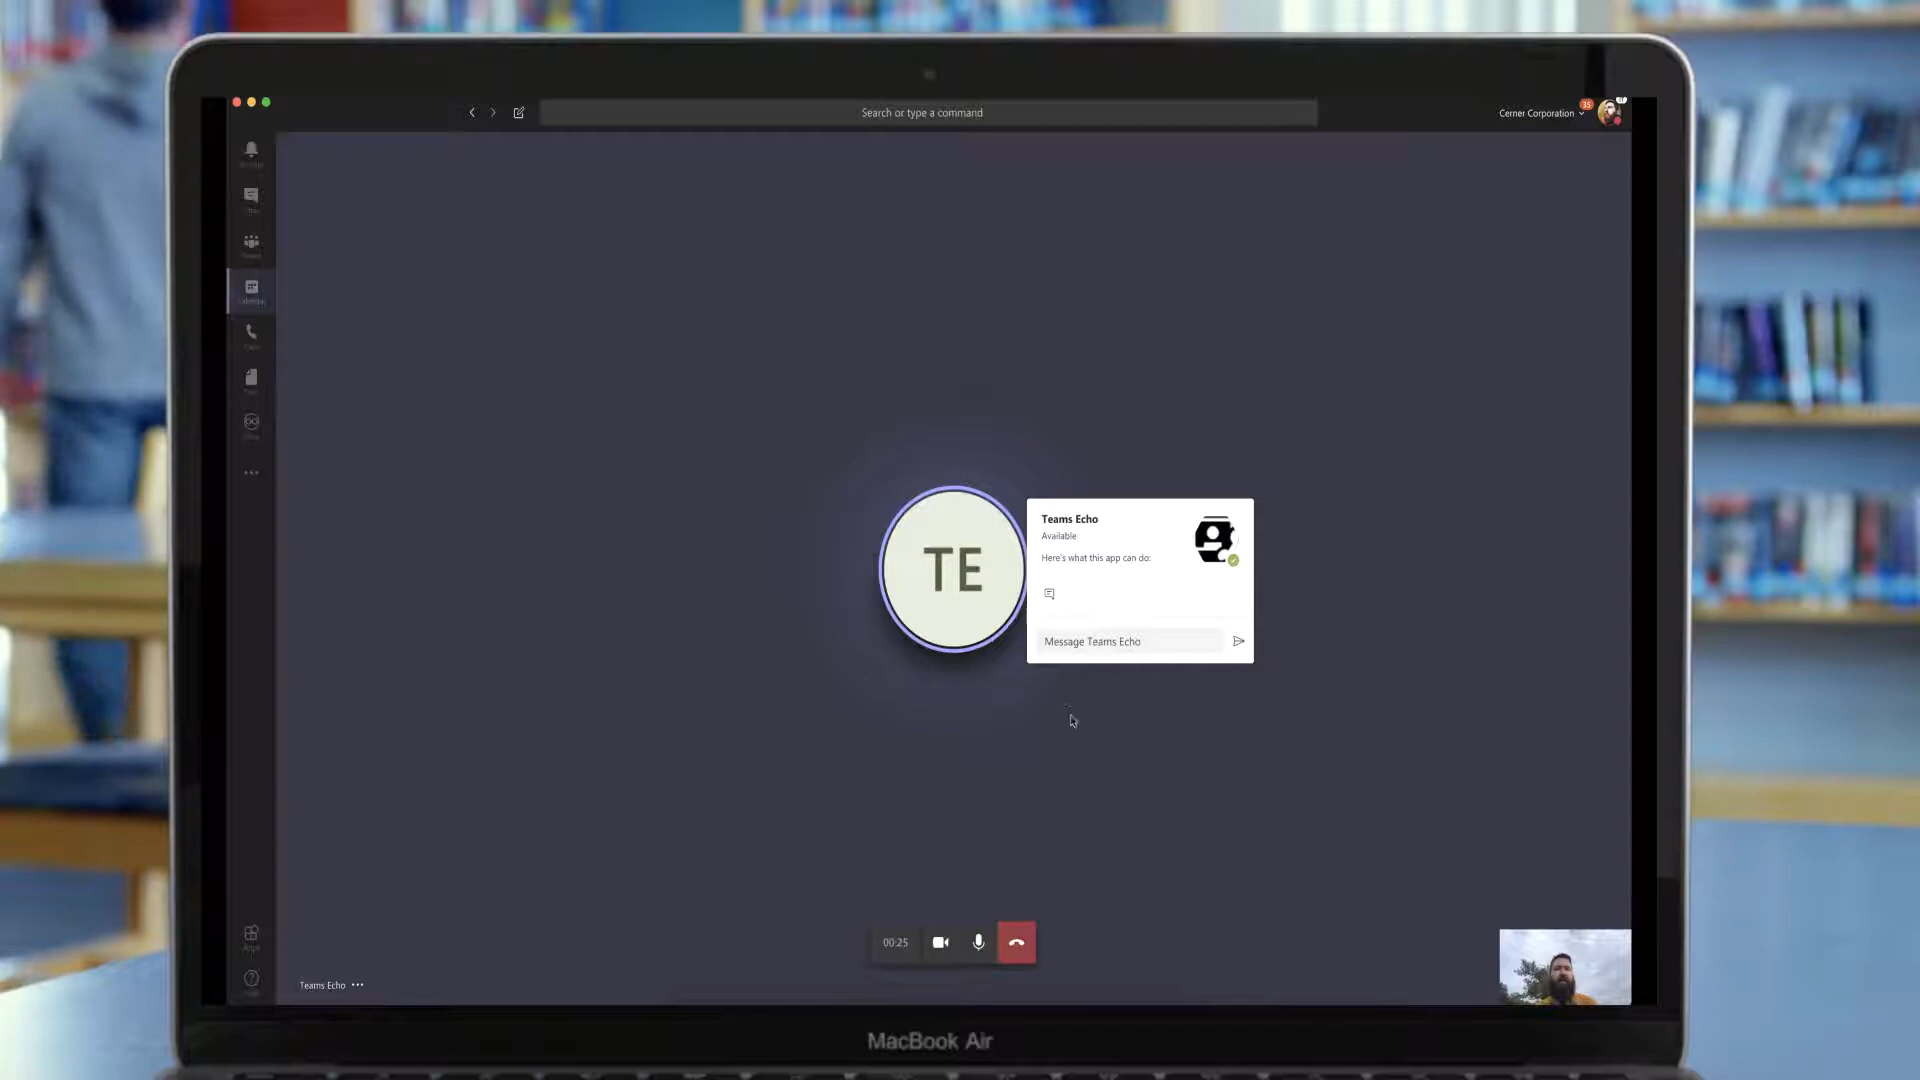 Search or type a command
Cerner Corporation
35
Calendar
TE
Teams Echo
Available
Here's what this app can do:
Message Teams Echo
00:25
Teams Echo
MacBook Air